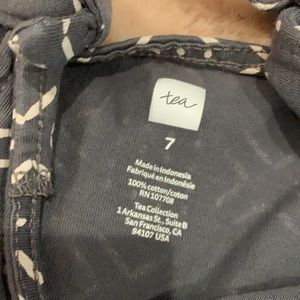 tea
7
Made in Indonesia
Fabriqué en Indonésie
100% cotton/coton
RN 107708
Tea Collection
1 Arkansas St., Suite B
San Francisco, CA
94107 USA